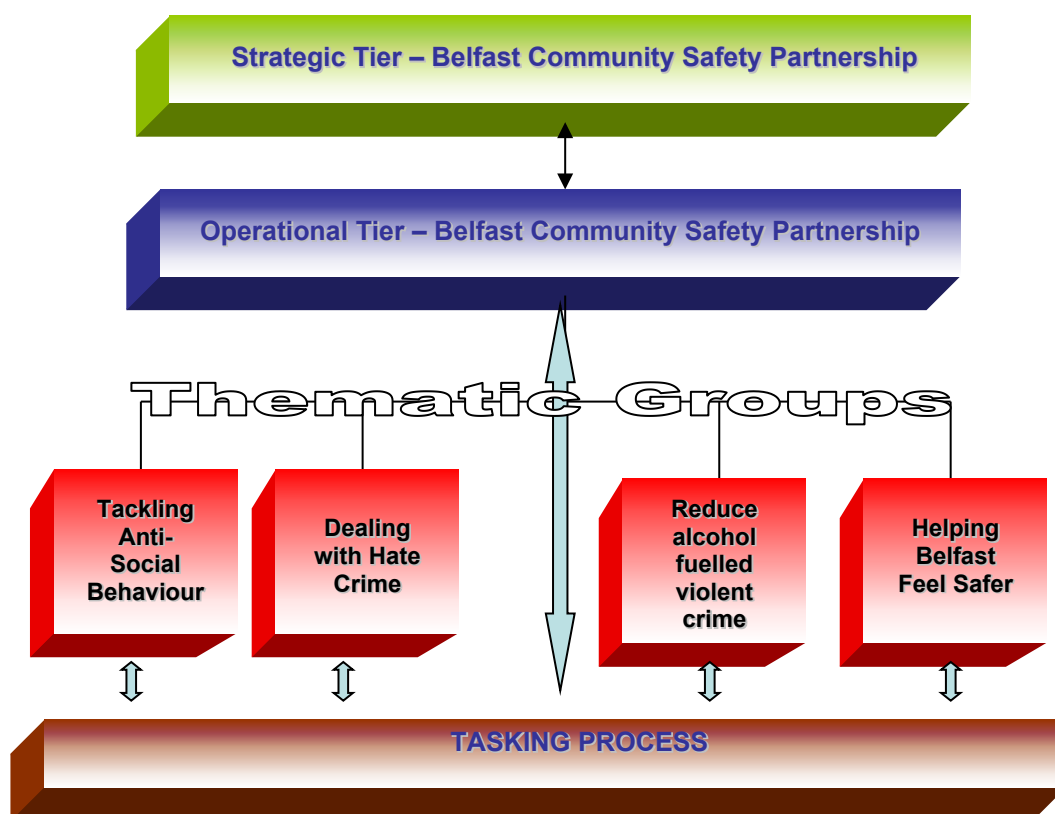 Strategic Tier – Belfast Community Safety Partnership
Operational Tier – Belfast Community Safety Partnership
Thematic Groups
Tackling
Anti-
Social
Behaviour
Dealing
with Hate
Crime
Reduce
alcohol
fuelled
violent
crime
Helping
Belfast
Feel Safer
TASKING PROCESS